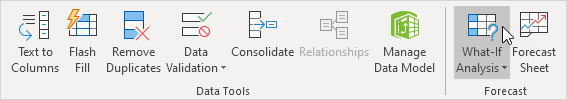 Text to
Columns
Flash
Fill
Remove
Duplicates
Data
Validation
Consolidate
Relationships
Manage
Data Model
What-If
Analysis
Forecast
Sheet
Data Tools
Forecast